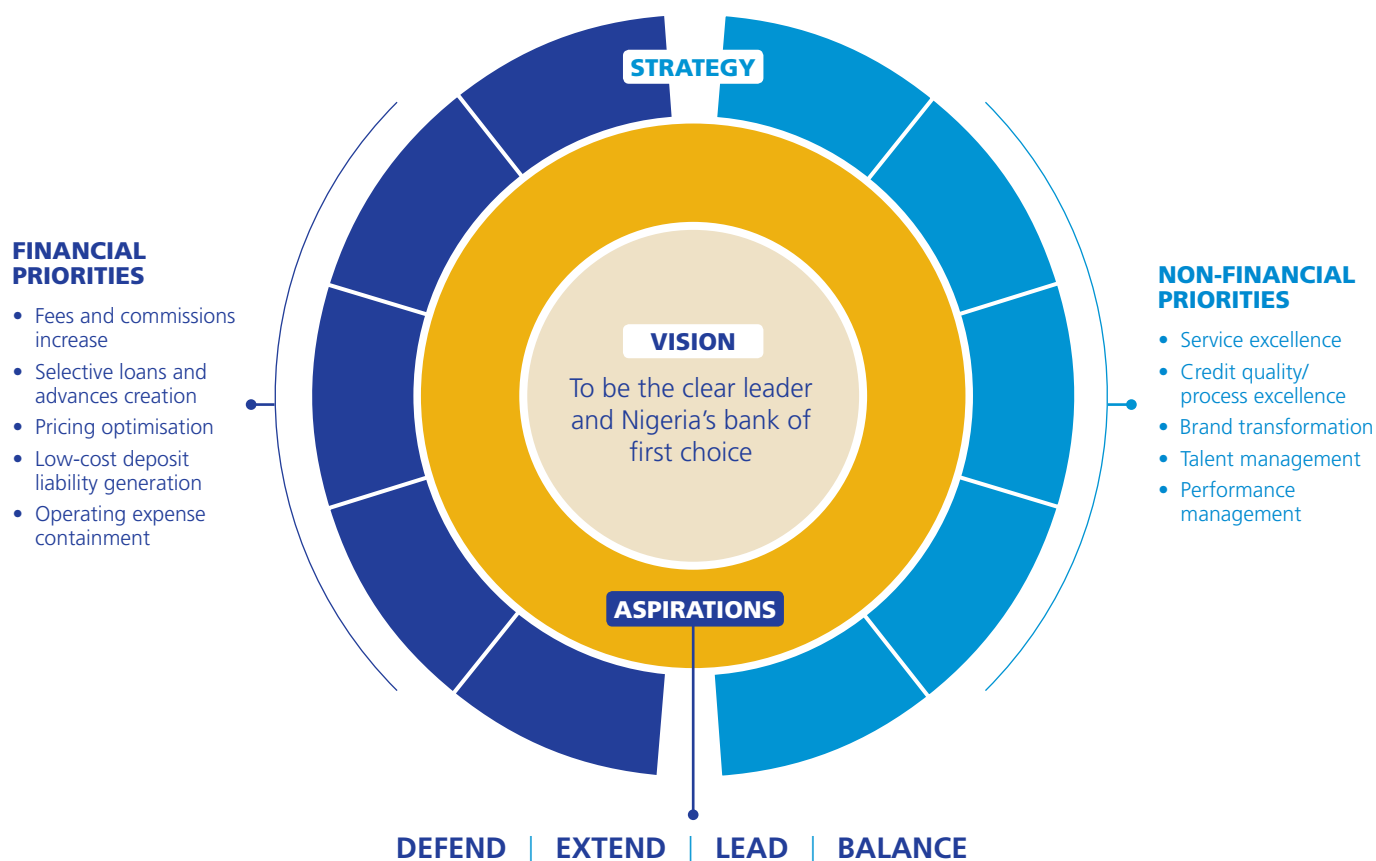 STRATEGY
FINANCIAL
PRIORITIES
• Fees and commissions
increase
• Selective loans and
advances creation
• Pricing optimisation
• Low-cost deposit
liability generation
• Operating expense
containment
VISION
To be the clear leader
and Nigeria’s bank of
first choice
NON-FINANCIAL
PRIORITIES
• Service excellence
• Credit quality/
process excellence
• Brand transformation
• Talent management
• Performance
management
ASPIRATIONS
DEFEND | EXTEND | LEAD | BALANCE